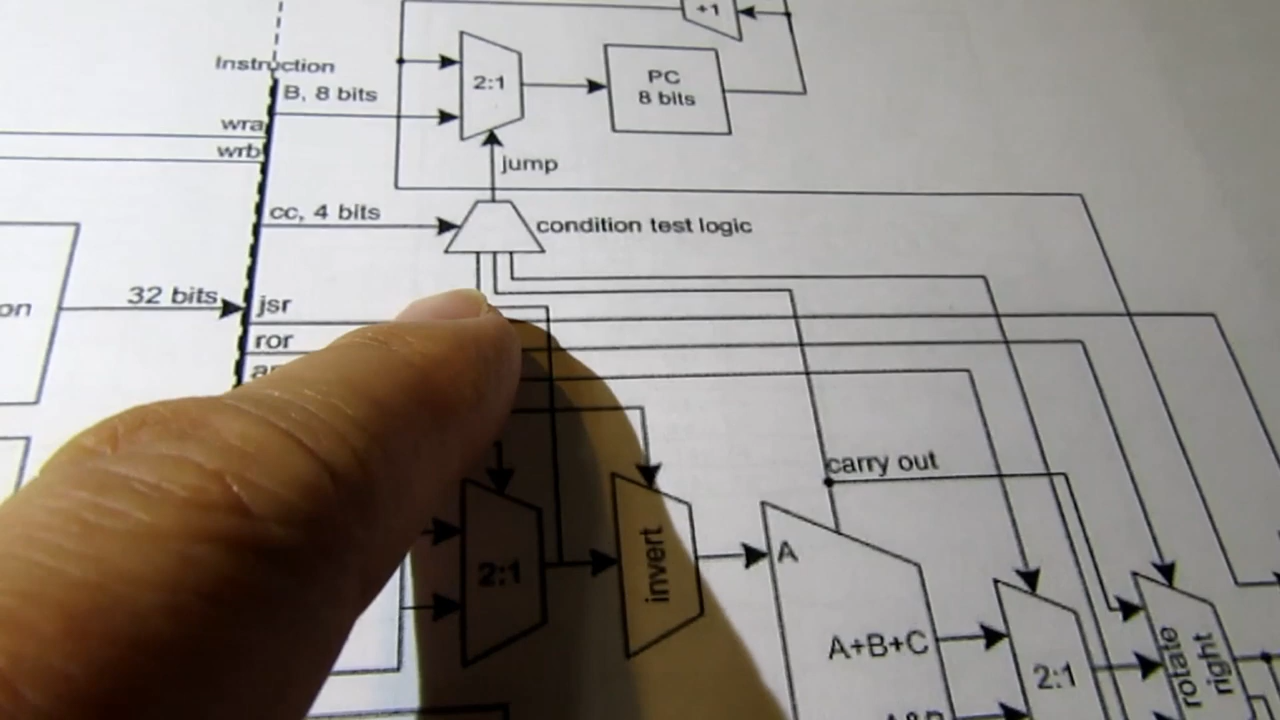 +1
Instruction
B, 8 bits
2:1
PC
8 bits
wra
wrb
jump
cc, 4 bits
condition test logic
on
32 bits
jsr
ror
carry out
2:1
invert
A
A+B+C
2:1
rotate
right
A&B